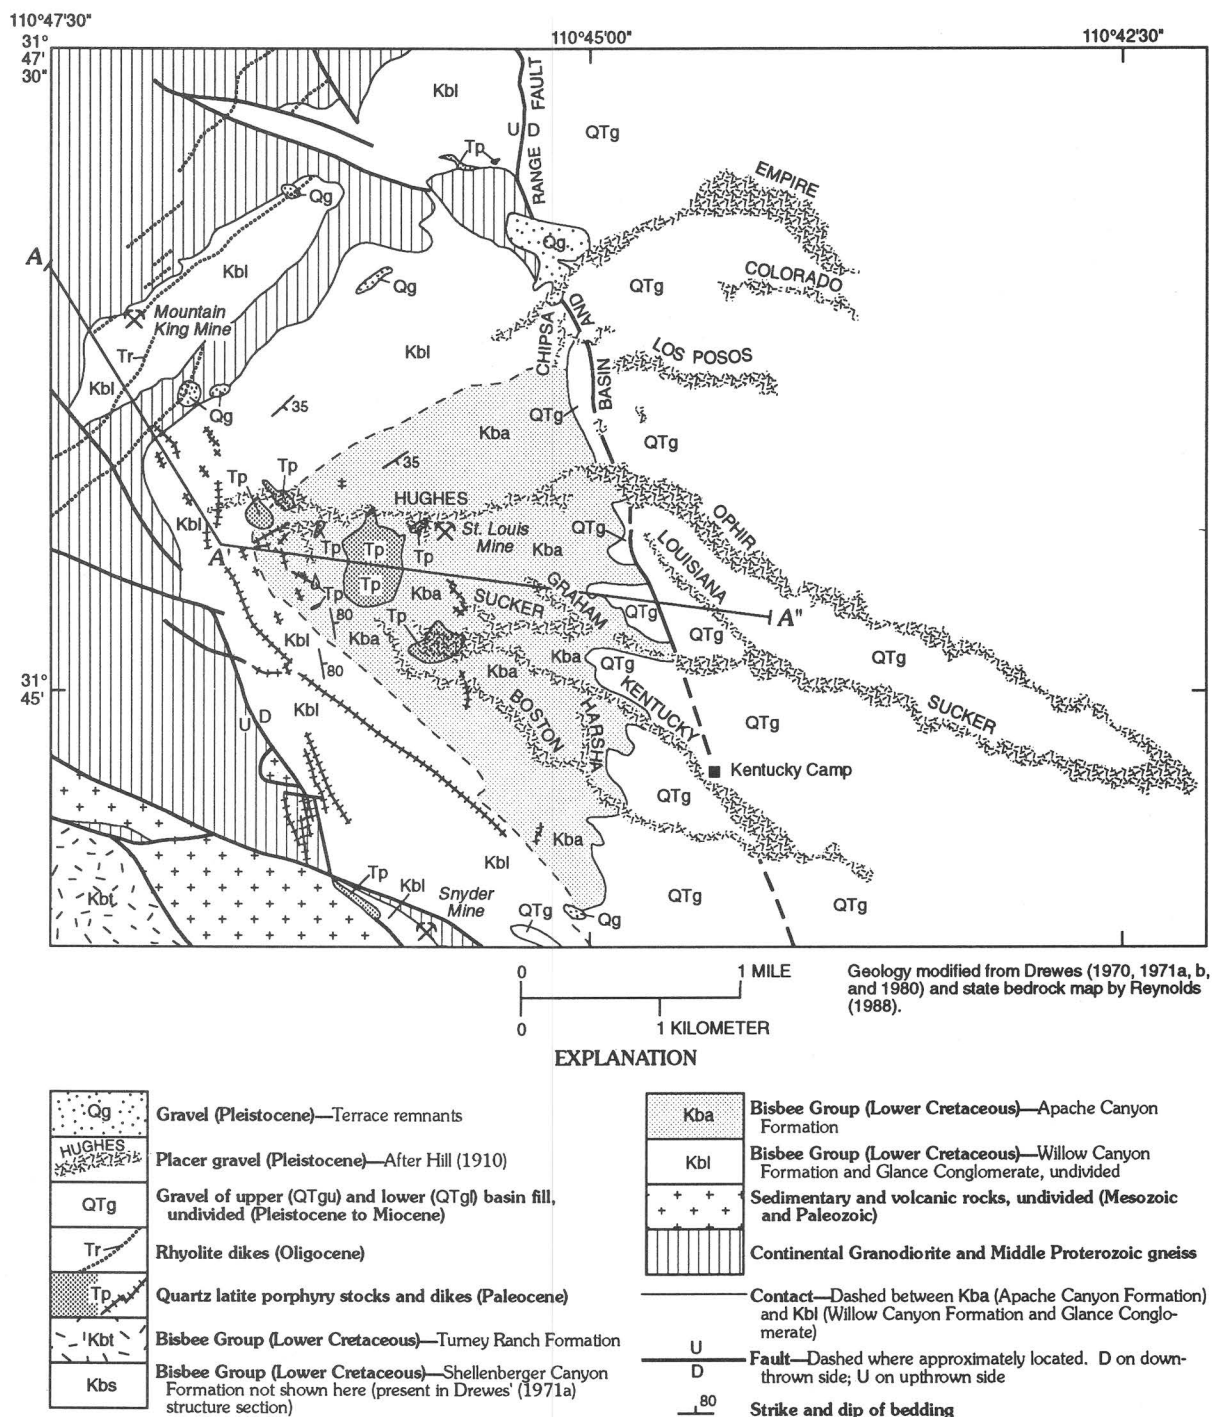 110°47'30"
31°
47'
30"
110°45'00"
110°42'30"
Kbl
RANGE FAULT
U D
QTg
Tp
EMPIRE
Qg
Qg
A
Kbl
Qg
QTg
COLORADO
AND
Mountain
King Mine
CHIPSA
Tr
Kbl
LOS POSOS
BASIN
Kbl
Qg
35
QTg
Kba
QTg
35
Tp
Tp
HUGHES
OPHIR
Kbl
St. Louis
Mine
QTg
Tp
Tp
Tp
Kba
LOUISIANA
A'
Tp
GRAHAM
Tp
Kba
SUCKER
QTg
A"
80
Tp
Kbl
Kba
QTg
QTg
Kba
QTg
80
Kba
31°
45'
KENTUCKY
Kbl
BOSTON
HARSHA
QTg
SUCKER
U D
Kentucky Camp
QTg
Kba
Kbl
Tp
Kbl
Snyder
Mine
Kbt
QTg
QTg
QTg
Qg
0 1 MILE
0 1 KILOMETER
Geology modified from Drewes (1970, 1971a, b,
and 1980) and state bedrock map by Reynolds
(1988).
EXPLANATION
Qg Gravel (Pleistocene)—Terrace remnants
HUGHES Placer gravel (Pleistocene)—After Hill (1910)
QTg Gravel of upper (QTgu) and lower (QTgl) basin fill,
undivided (Pleistocene to Miocene)
Tr Rhyolite dikes (Oligocene)
Tp Quartz latite porphyry stocks and dikes (Paleocene)
Kbt Bisbee Group (Lower Cretaceous)—Turney Ranch Formation
Kbs Bisbee Group (Lower Cretaceous)—Shellenberger Canyon
Formation not shown here (present in Drewes' (1971a)
structure section)
Kba Bisbee Group (Lower Cretaceous)—Apache Canyon
Formation
Kbl Bisbee Group (Lower Cretaceous)—Willow Canyon
Formation and Glance Conglomerate, undivided
Sedimentary and volcanic rocks, undivided (Mesozoic
and Paleozoic)
Continental Granodiorite and Middle Proterozoic gneiss
Contact—Dashed between Kba (Apache Canyon Formation)
and Kbl (Willow Canyon Formation and Glance Conglo-
merate)
U
D
Fault—Dashed where approximately located. D on down-
thrown side; U on upthrown side
80 Strike and dip of bedding